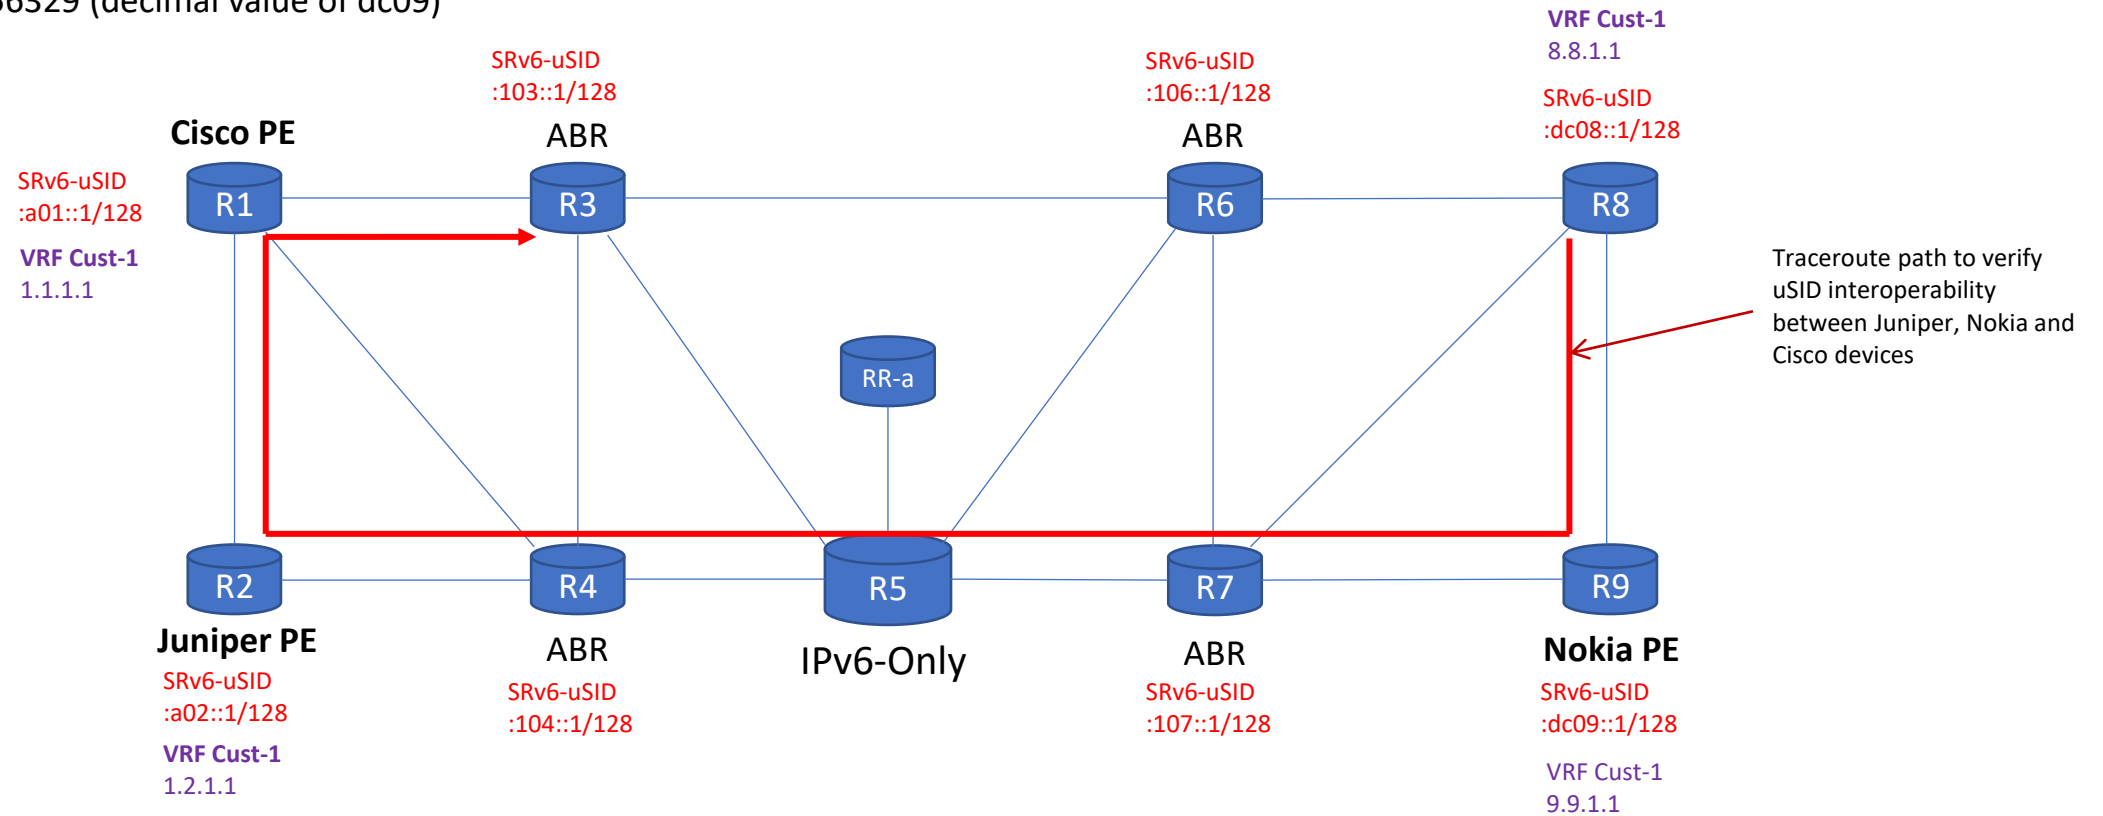 56329 (decimal value of dc09)
VRF Cust-1
8.8.1.1
SRv6-uSID
:103::1/128
SRv6-uSID
:106::1/128
SRv6-uSID
:dc08::1/128
Cisco PE
ABR
ABR
SRv6-uSID
:a01::1/128
R1
R3
R6
R8
VRF Cust-1
1.1.1.1
Traceroute path to verify
uSID interoperability
between Juniper, Nokia and
Cisco devices
RR-a
R2
R4
R5
R7
R9
Juniper PE
ABR
IPv6-Only
ABR
Nokia PE
SRv6-uSID
:a02::1/128
SRv6-uSID
:104::1/128
SRv6-uSID
:107::1/128
SRv6-uSID
:dc09::1/128
VRF Cust-1
1.2.1.1
VRF Cust-1
9.9.1.1